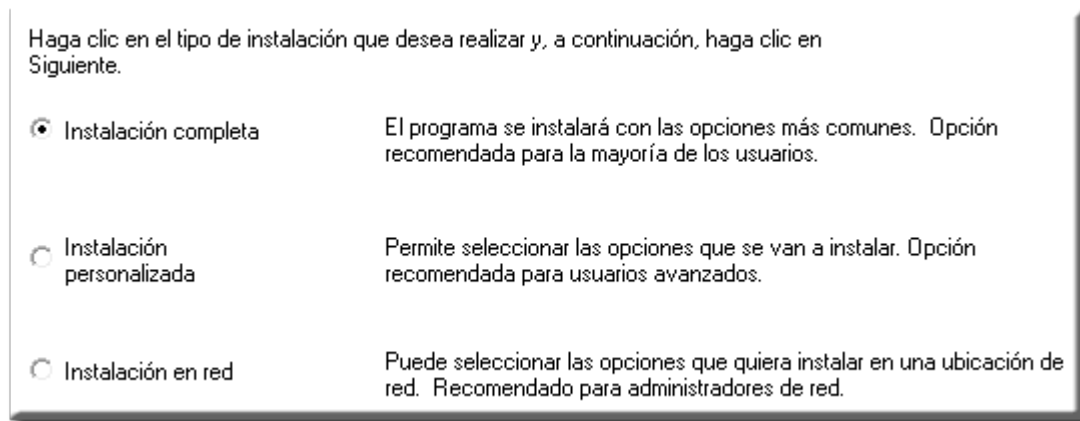 Haga clic en el tipo de instalación que desea realizar y, a continuación, haga clic en
Siguiente.
Instalación completa
El programa se instalará con las opciones más comunes.  Opción
recomendada para la mayoría de los usuarios.
Instalación
personalizada
Permite seleccionar las opciones que se van a instalar. Opción
recomendada para usuarios avanzados.
Instalación en red
Puede seleccionar las opciones que quiera instalar en una ubicación de
red.  Recomendado para administradores de red.